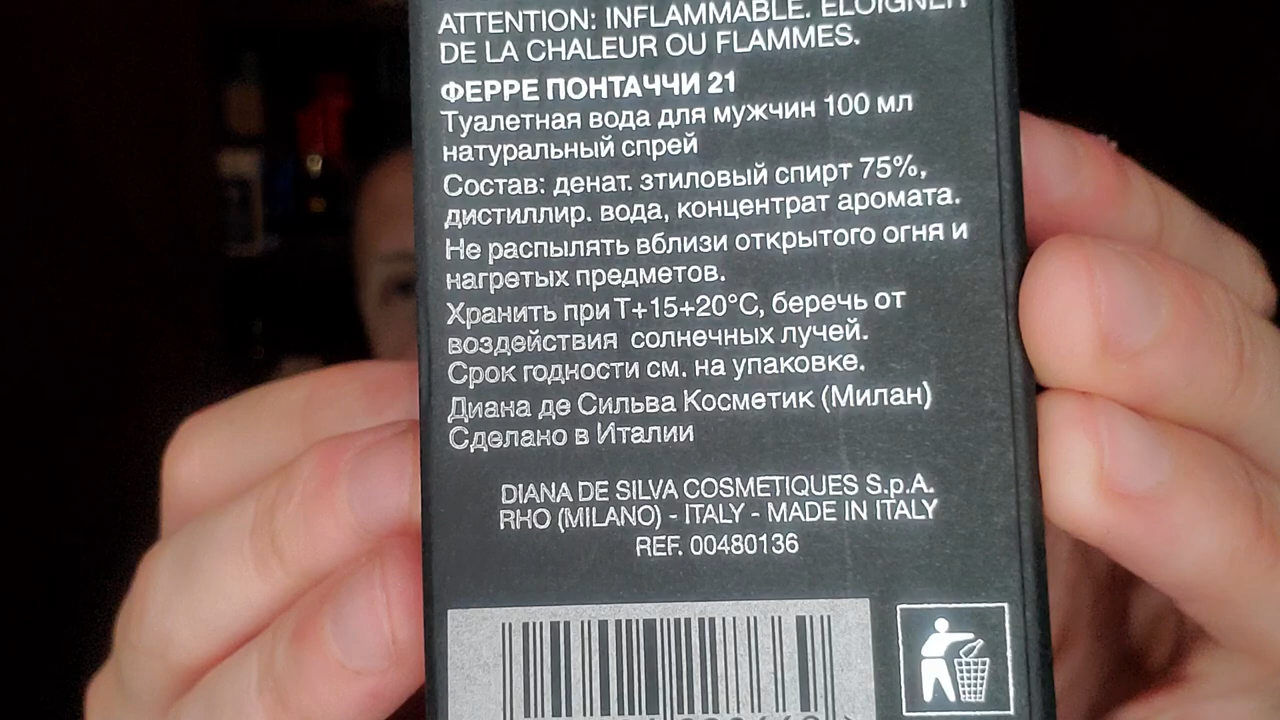 ATTENTION: INFLAMMABLE. ELOIGNER
DE LA CHALEUR OU FLAMMES.
ФЕРРЕ ПОНТАЧЧИ 21
Туалетная вода для мужчин 100 мл
натуральный спрей
Состав: денат. зтиловый спирт 75%,
дистиллир. вода, концентрат аромата.
Не распылять вблизи открытого огня и
нагретых предметов.
Хранить при Т+15+20°С, беречь от
воздействия солнечных лучей.
Срок годности см. на упаковке.
Диана де Сильва Косметик (Милан)
Сделано в Италии
DIANA DE SILVA COSMETIQUES S.p.A.
RHO (MILANO) - ITALY - MADE IN ITALY
REF. 00480136